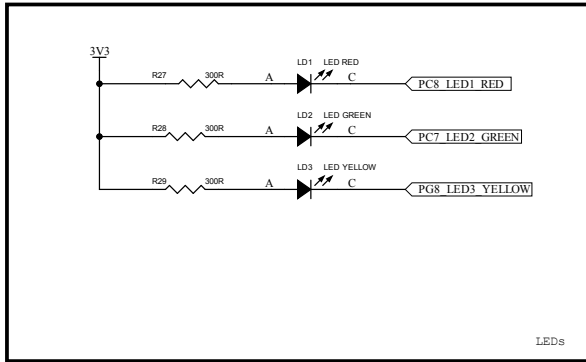 3V3
R27 300R A LD1 LED RED C PC8_LED1_RED
R28 300R A LD2 LED GREEN C PC7_LED2_GREEN
R29 300R A LD3 LED YELLOW C PG8_LED3_YELLOW
LEDs